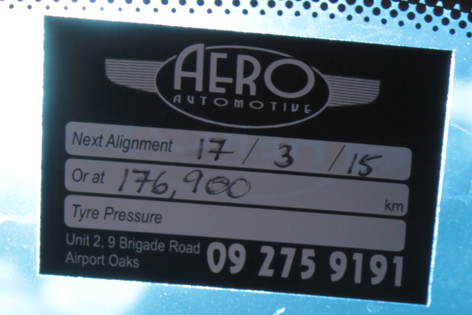 AERO
AUTOMOTIVE
Next Alignment 17 / 3 / 15
Or at 176,900 km
Tyre Pressure
Unit 2, 9 Brigade Road
Airport Oaks
09 275 9191